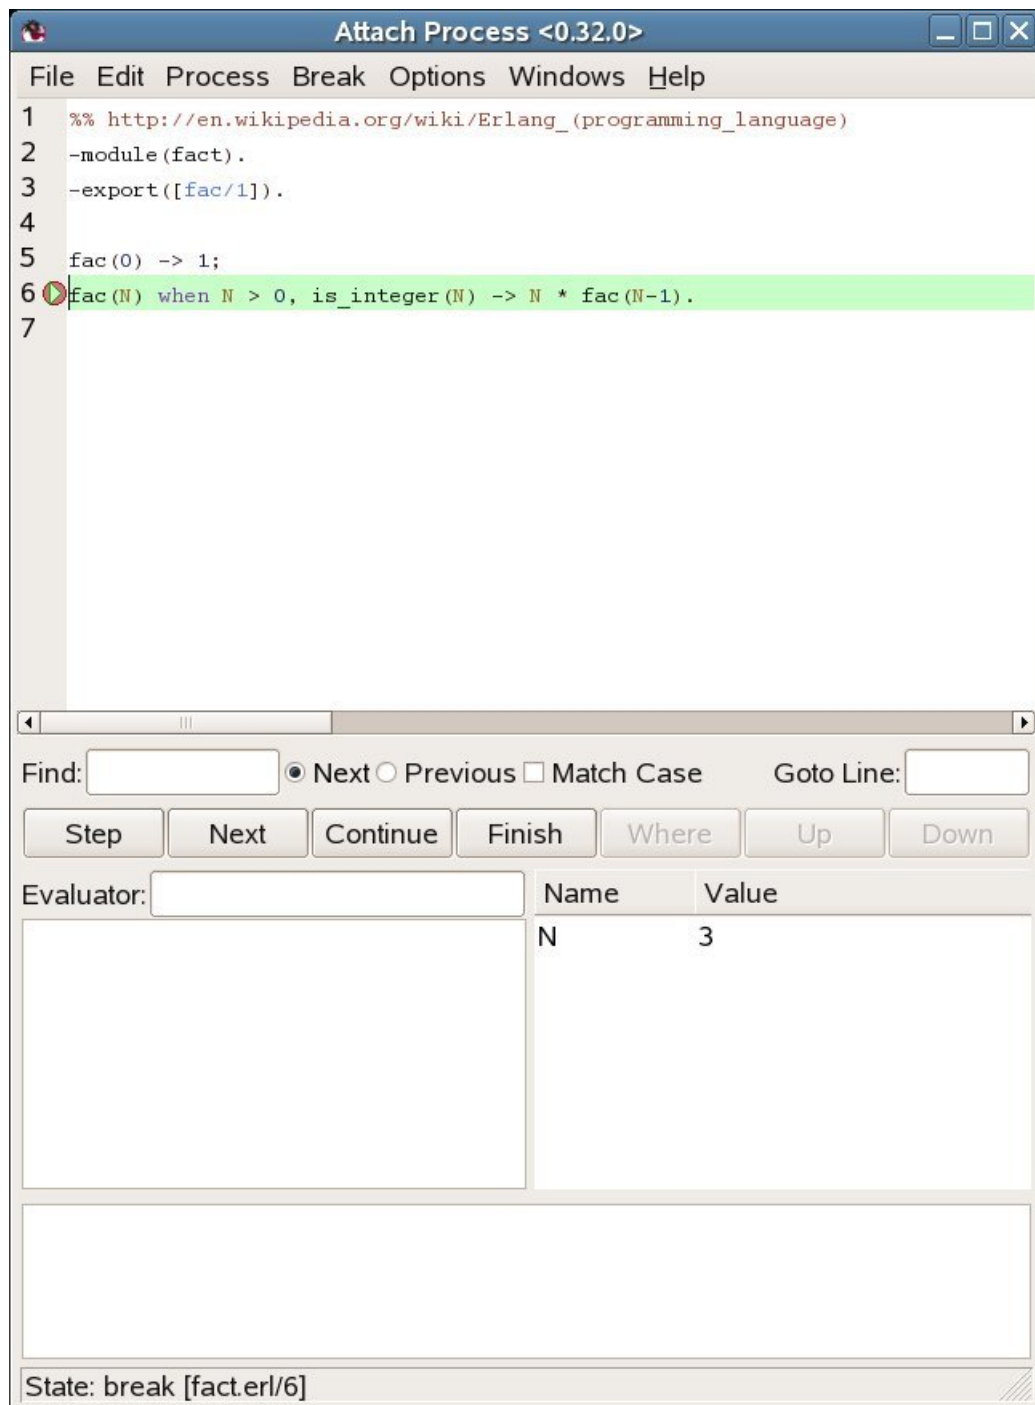 Attach Process <0.32.0>
File Edit Process Break Options Windows Help
1 %% http://en.wikipedia.org/wiki/Erlang_(programming_language)
2 -module(fact).
3 -export([fac/1]).
4
5 fac(0) -> 1;
6 fac(N) when N > 0, is_integer(N) -> N * fac(N-1).
7
Find: Next Previous Match Case Goto Line:
Step Next Continue Finish Where Up Down
Evaluator: Name Value
N 3
State: break [fact.erl/6]